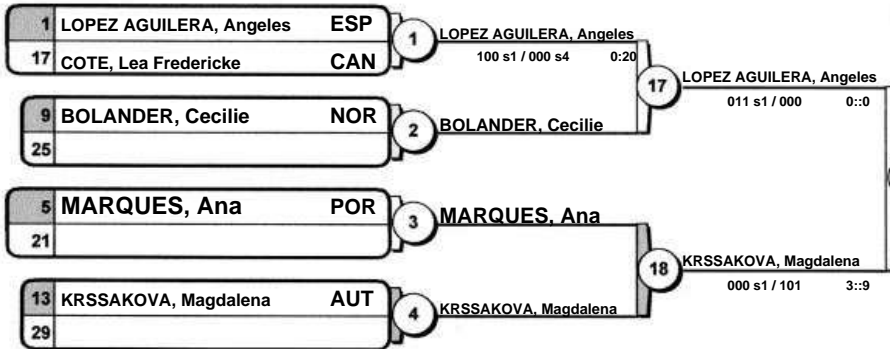 1 LOPEZ AGUILERA, Angeles ESP
17 COTE, Lea Fredericke CAN
1
LOPEZ AGUILERA, Angeles
100 s1 / 000 s4 0:20
9 BOLANDER, Cecilie NOR
25
2
BOLANDER, Cecilie
17
LOPEZ AGUILERA, Angeles
011 s1 / 000 0::0
5 MARQUES, Ana POR
21
3
MARQUES, Ana
13 KRSSAKOVA, Magdalena AUT
29
4
KRSSAKOVA, Magdalena
18
KRSSAKOVA, Magdalena
000 s1 / 101 3::9